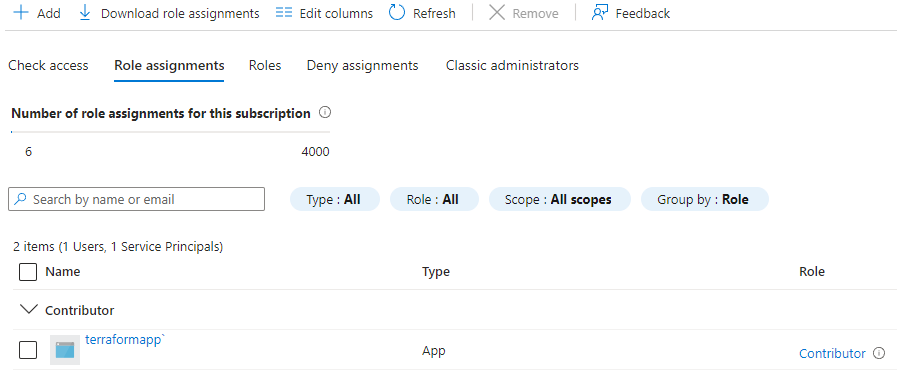 Add Download role assignments Edit columns Refresh Remove Feedback
Check access Role assignments Roles Deny assignments Classic administrators
Number of role assignments for this subscription
6 4000
Search by name or email Type : All Role : All Scope : All scopes Group by : Role
2 items (1 Users, 1 Service Principals)
Name Type Role
Contributor
terraformapp`
App Contributor